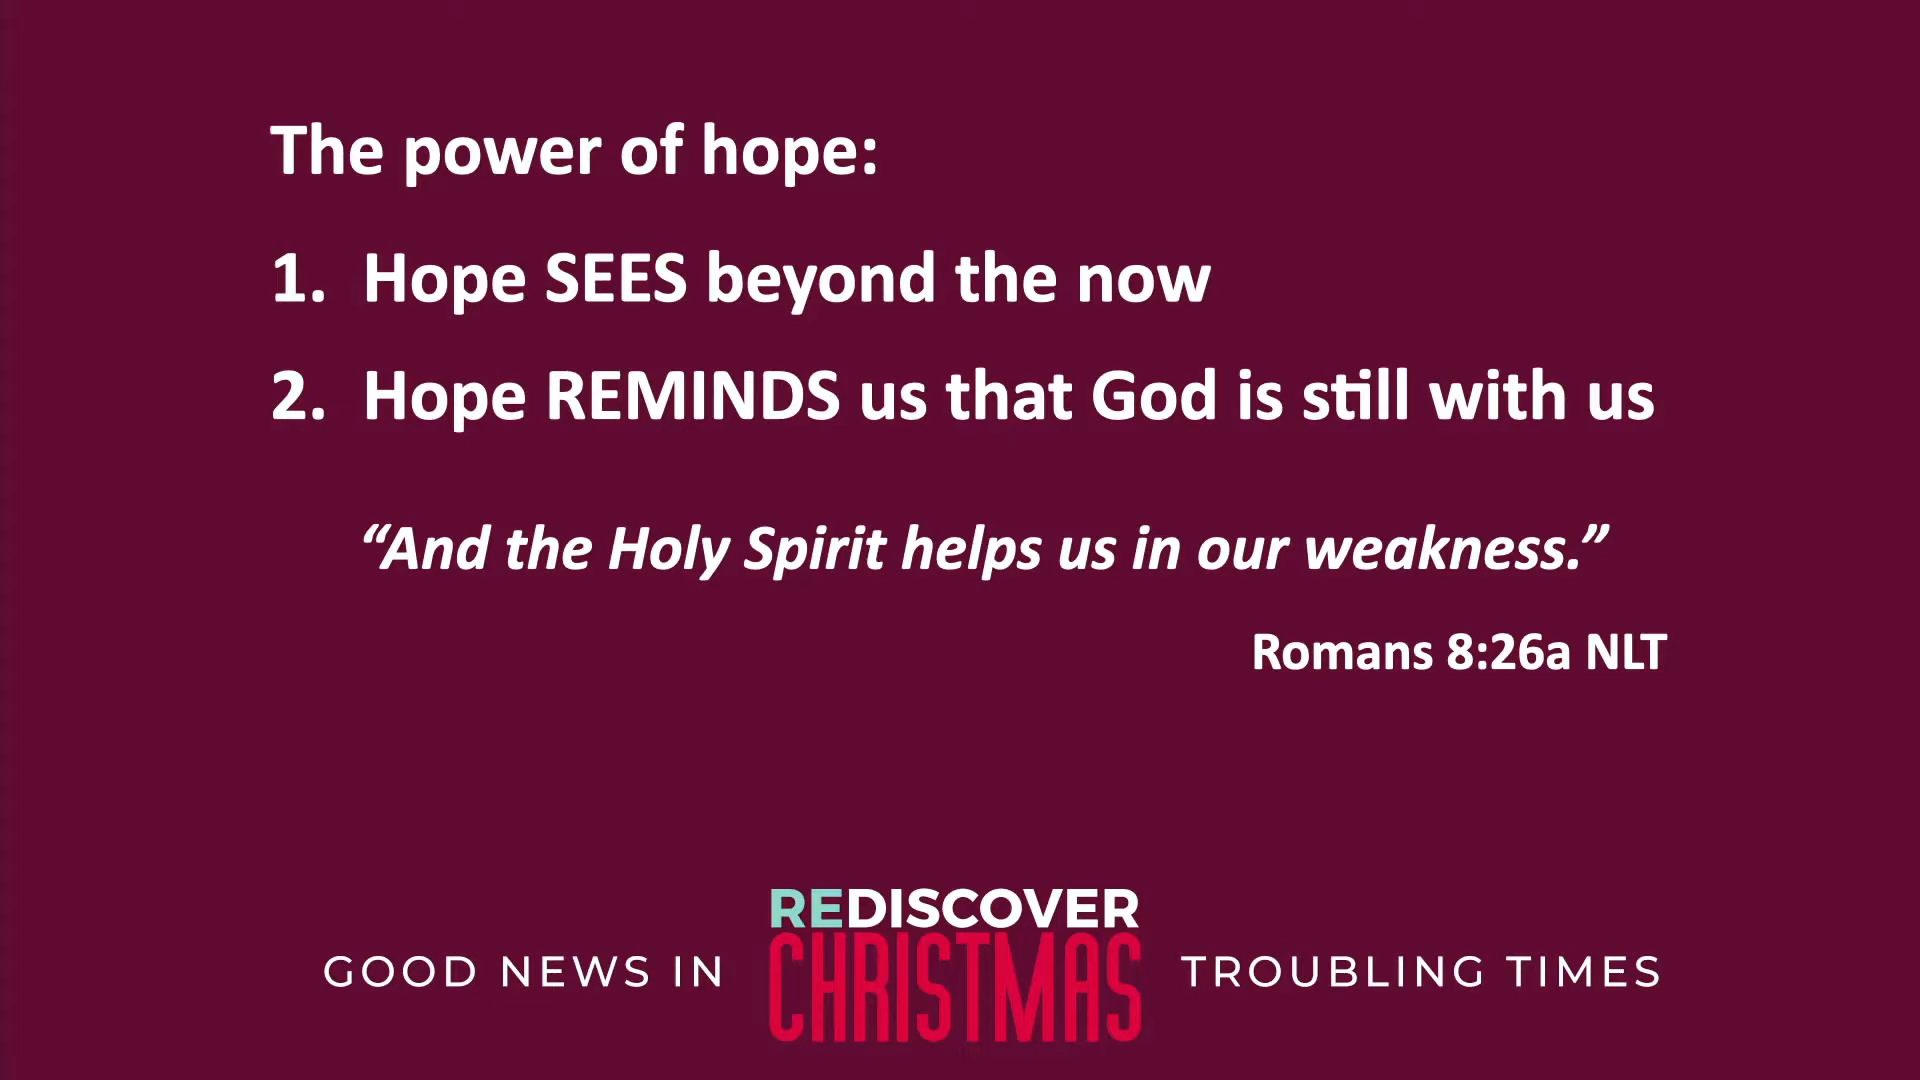 The power of hope:
1. Hope SEES beyond the now
2. Hope REMINDS us that God is still with us
“And the Holy Spirit helps us in our weakness.”
Romans 8:26a NLT
REDISCOVER
GOOD NEWS IN CHRISTMAS TROUBLING TIMES